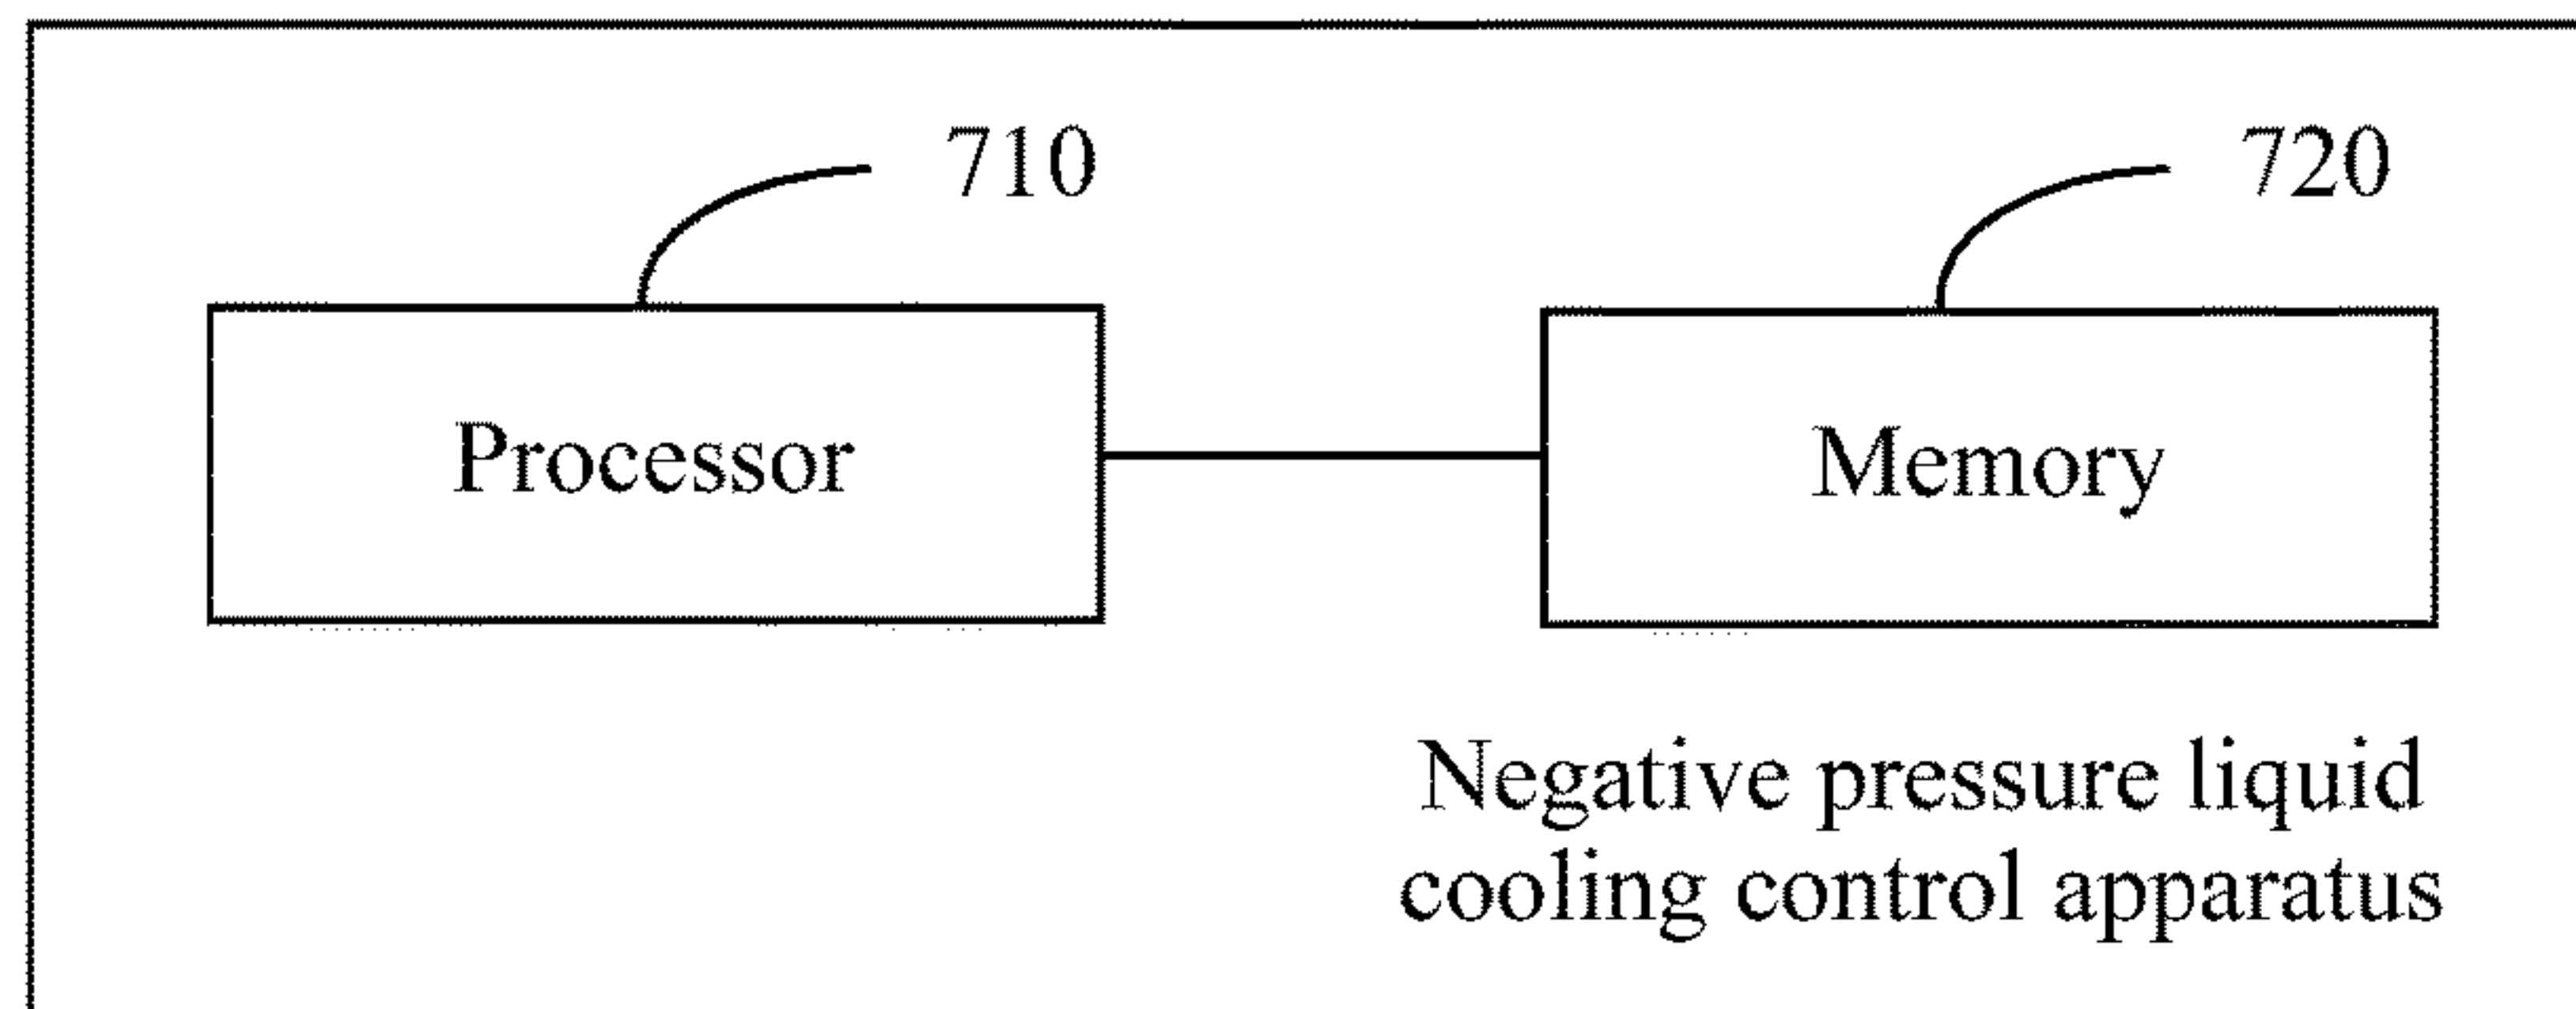 710
720
Processor
Memory
Negative pressure liquid
cooling control apparatus